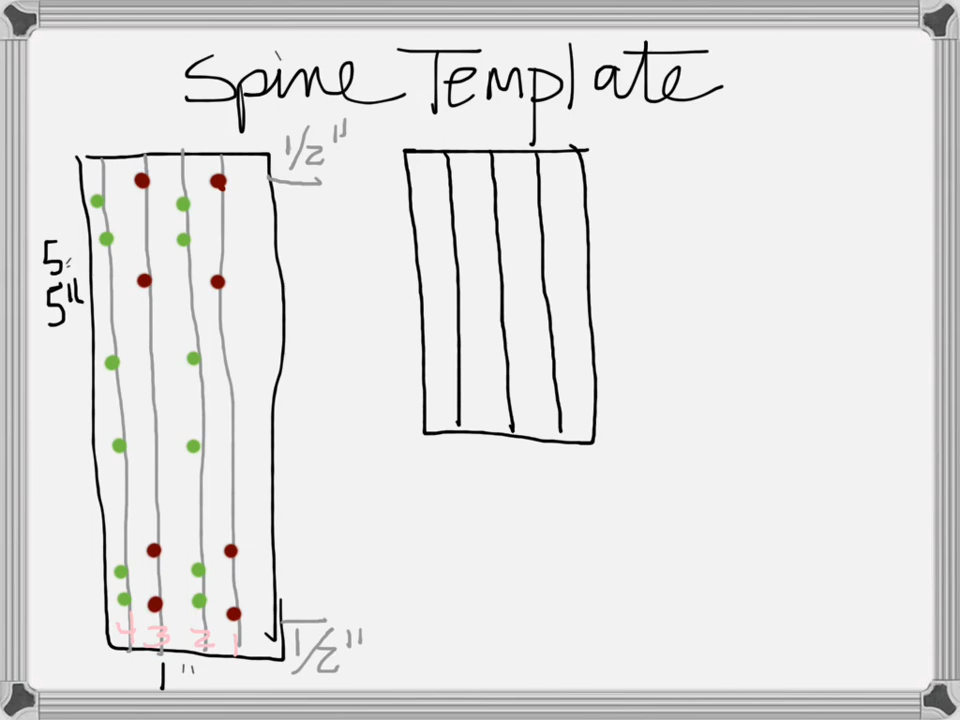 Spine Template
1/2"
5.
5"
4 3 2 1
1/2"
1"